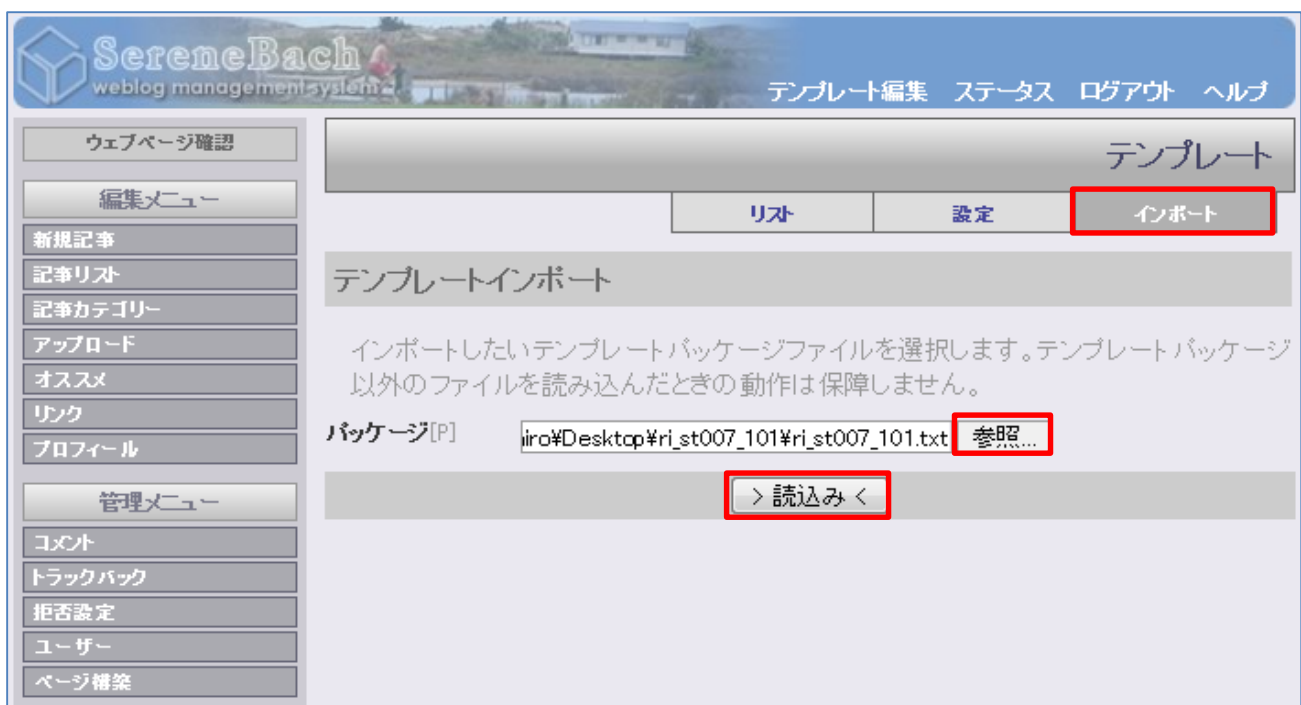 SereneBach
weblog management system
テンプレート編集 ステータス ログアウト ヘルプ
ウェブページ確認
編集メニュー
新規記事
記事リスト
記事カテゴリー
アップロード
オススメ
リンク
プロフィール
管理メニュー
コメント
トラックバック
拒否設定
ユーザー
ページ構築
テンプレート
リスト 設定 インポート
テンプレートインポート
インポートしたいテンプレートパッケージファイルを選択します。テンプレートパッケージ
以外のファイルを読み込んだときの動作は保障しません。
パッケージ[P] iro¥Desktop¥ri_st007_101¥ri_st007_101.txt 参照...
> 読込み <